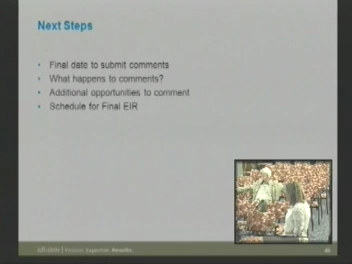 Next Steps
• Final date to submit comments
• What happens to comments?
• Additional opportunities to comment
• Schedule for Final EIR
Results.